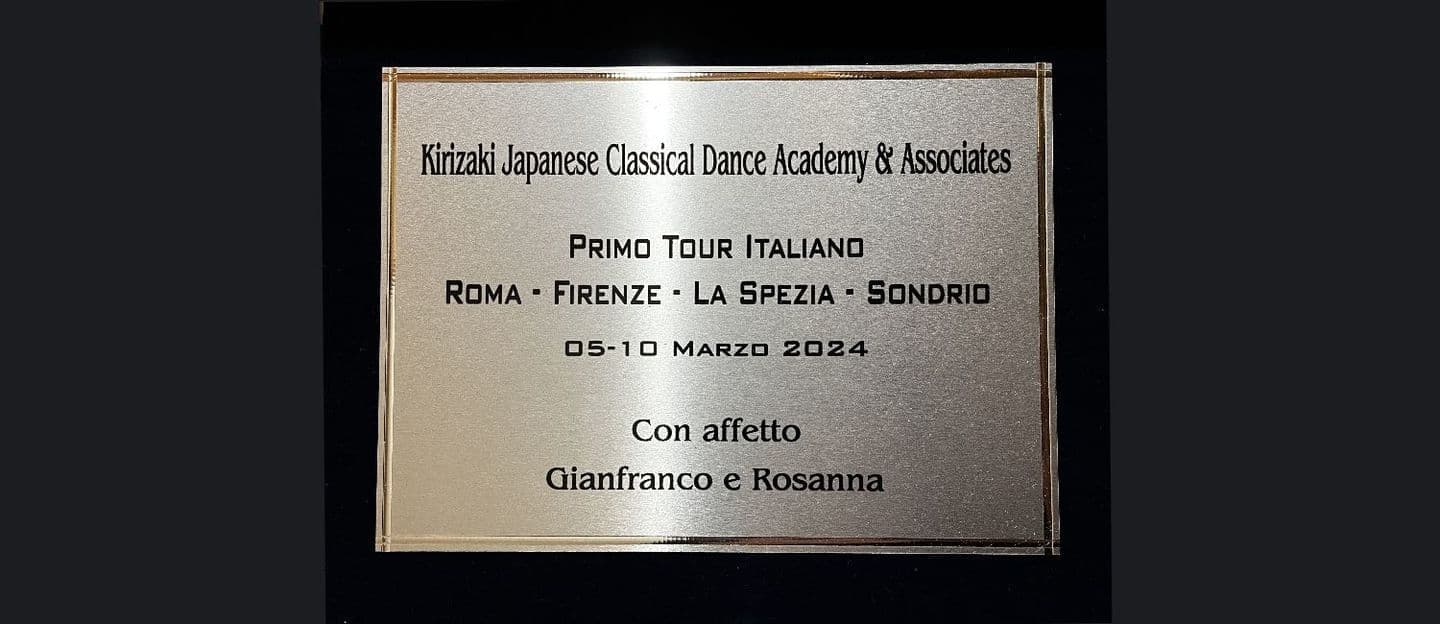 Kirizaki Japanese Classical Dance Academy & Associates
Primo Tour Italiano
Roma - Firenze - La Spezia - Sondrio
05-10 Marzo 2024
Con affetto
Gianfranco e Rosanna